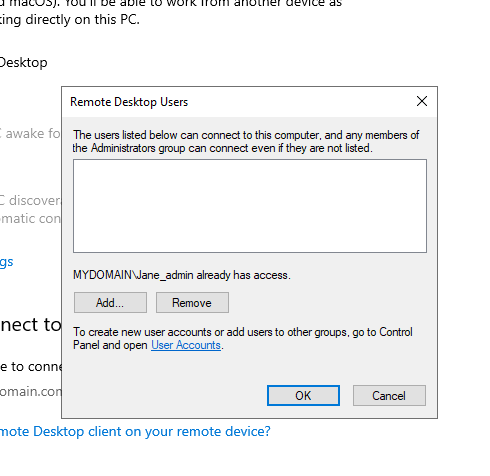 d macOS). You'll be able to work from another device as
ting directly on this PC.
Desktop
Remote Desktop Users
The users listed below can connect to this computer, and any members of
the Administrators group can connect even if they are not listed.
C awake fo
C discover
matic con
MYDOMAIN\Jane_admin already has access.
gs
Add...
Remove
To create new user accounts or add users to other groups, go to Control
Panel and open User Accounts.
nnect to
e to conne
omain.con
OK
Cancel
mote Desktop client on your remote device?